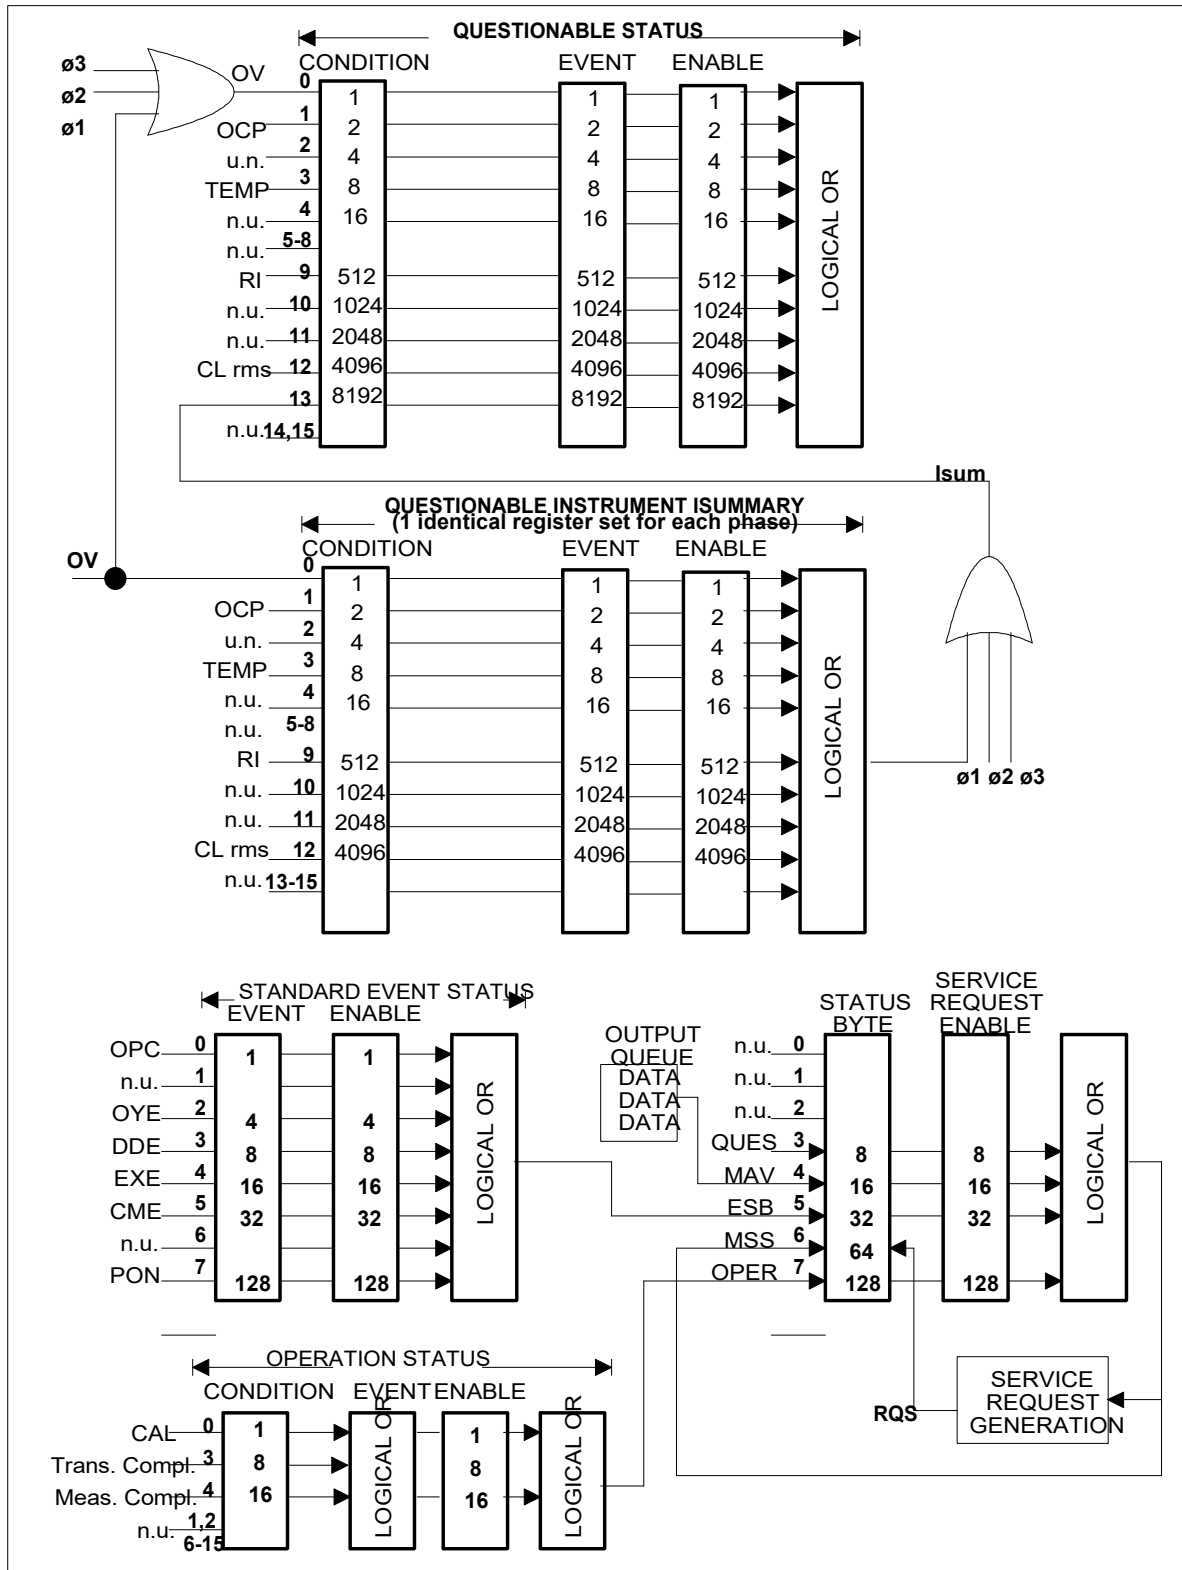 QUESTIONABLE STATUS
CONDITION EVENT ENABLE
ø3
ø2
ø1
OV 0 1 1 1
OCP 1 2 2 2
u.n. 2 4 4 4
TEMP 3 8 8 8
n.u. 4 16 16 16
n.u. 5-8
RI 9 512 512 512
n.u. 10 1024 1024 1024
n.u. 11 2048 2048 2048
CL rms 12 4096 4096 4096
13 8192 8192 8192
n.u. 14,15
LOGICAL OR
Isum
QUESTIONABLE INSTRUMENT ISUMMARY
(1 identical register set for each phase)
CONDITION EVENT ENABLE
OV 0 1 1 1
OCP 1 2 2 2
u.n. 2 4 4 4
TEMP 3 8 8 8
n.u. 4 16 16 16
n.u. 5-8
RI 9 512 512 512
n.u. 10 1024 1024 1024
n.u. 11 2048 2048 2048
CL rms 12 4096 4096 4096
n.u. 13-15
LOGICAL OR
ø1 ø2 ø3
STANDARD EVENT STATUS
EVENT ENABLE
OPC 0 1 1
n.u. 1
OYE 2 4 4
DDE 3 8 8
EXE 4 16 16
CME 5 32 32
n.u. 6
PON 7 128 128
LOGICAL OR
OUTPUT
QUEUE
DATA
DATA
DATA
STATUS
BYTE
SERVICE
REQUEST
ENABLE
n.u. 0
n.u. 1
n.u. 2
QUES 3 8 8
MAV 4 16 16
ESB 5 32 32
MSS 6 64
OPER 7 128 128
LOGICAL OR
OPERATION STATUS
CONDITION EVENT ENABLE
CAL 0 1 1
Trans. Compl. 3 8 8
Meas. Compl. 4 16 16
n.u. 1,2
6-15
LOGICAL OR
LOGICAL OR
RQS
SERVICE
REQUEST
GENERATION